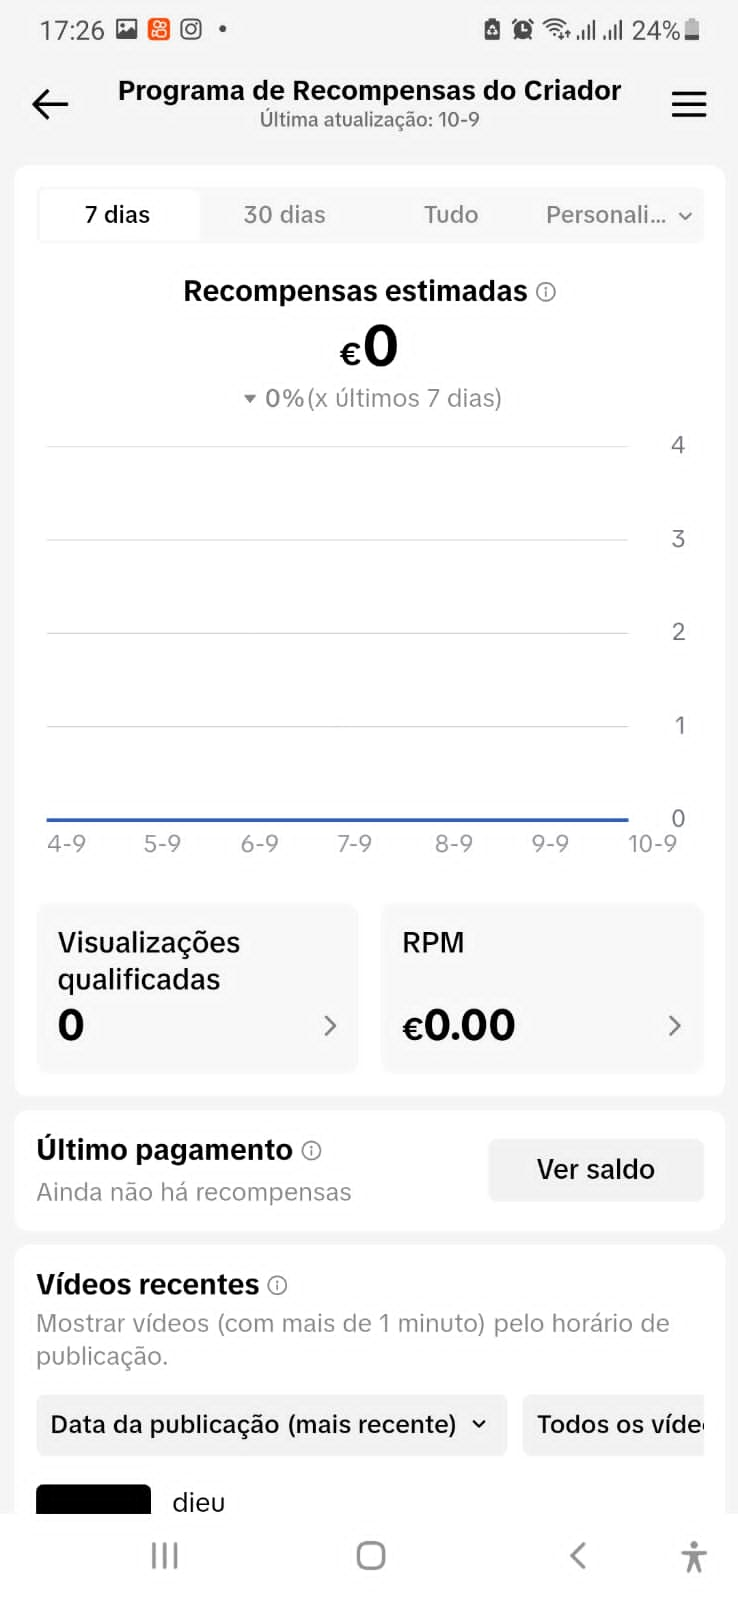 17:26
24%
Programa de Recompensas do Criador
Última atualização: 10-9
7 dias
30 dias
Tudo
Personali...
Recompensas estimadas
€0
0% (x últimos 7 dias)
4
3
2
1
0
4-9 5-9 6-9 7-9 8-9 9-9 10-9
Visualizações
qualificadas
0
RPM
€0.00
Último pagamento
Ainda não há recompensas
Ver saldo
Vídeos recentes
Mostrar vídeos (com mais de 1 minuto) pelo horário de
publicação.
Data da publicação (mais recente)
Todos os víde
dieu